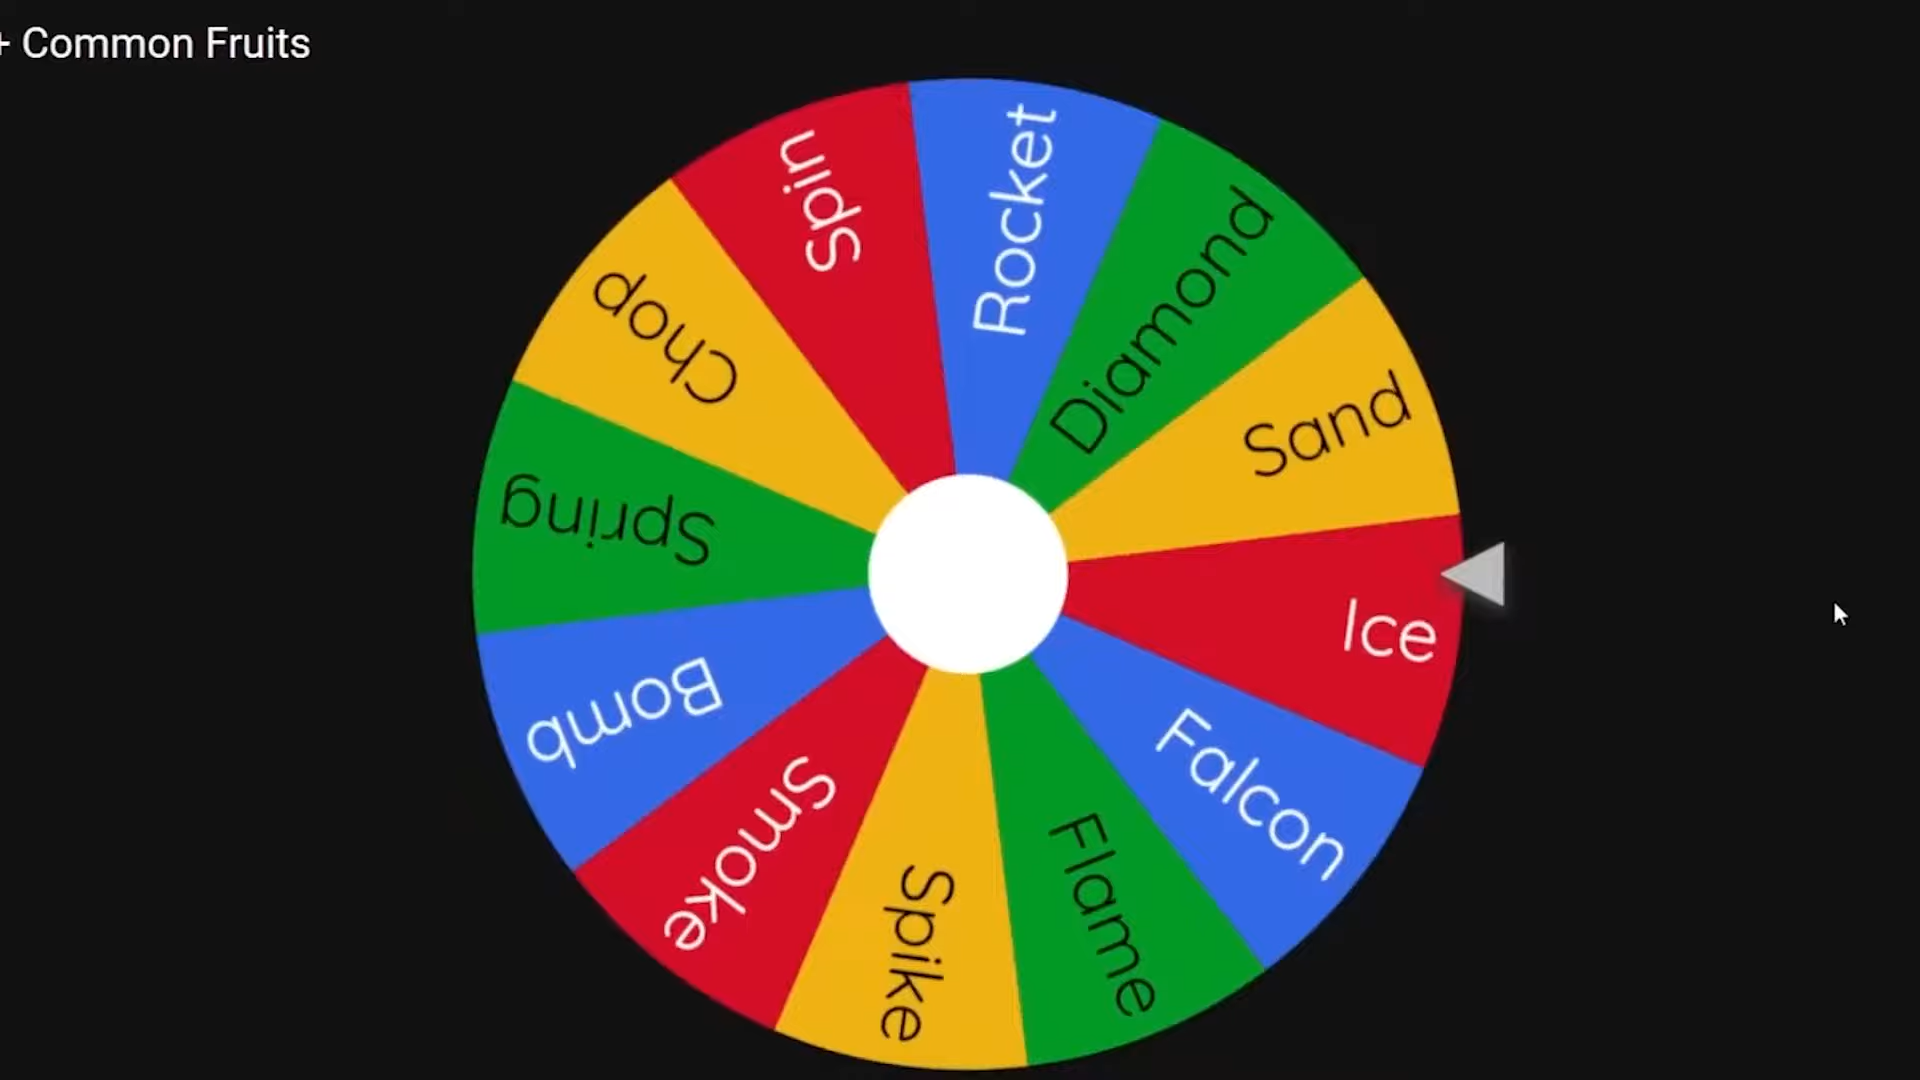 + Common Fruits
Rocket
Diamond
Sand
Ice
Falcon
Flame
Spike
Smoke
Bomb
Spring
Chop
Spin